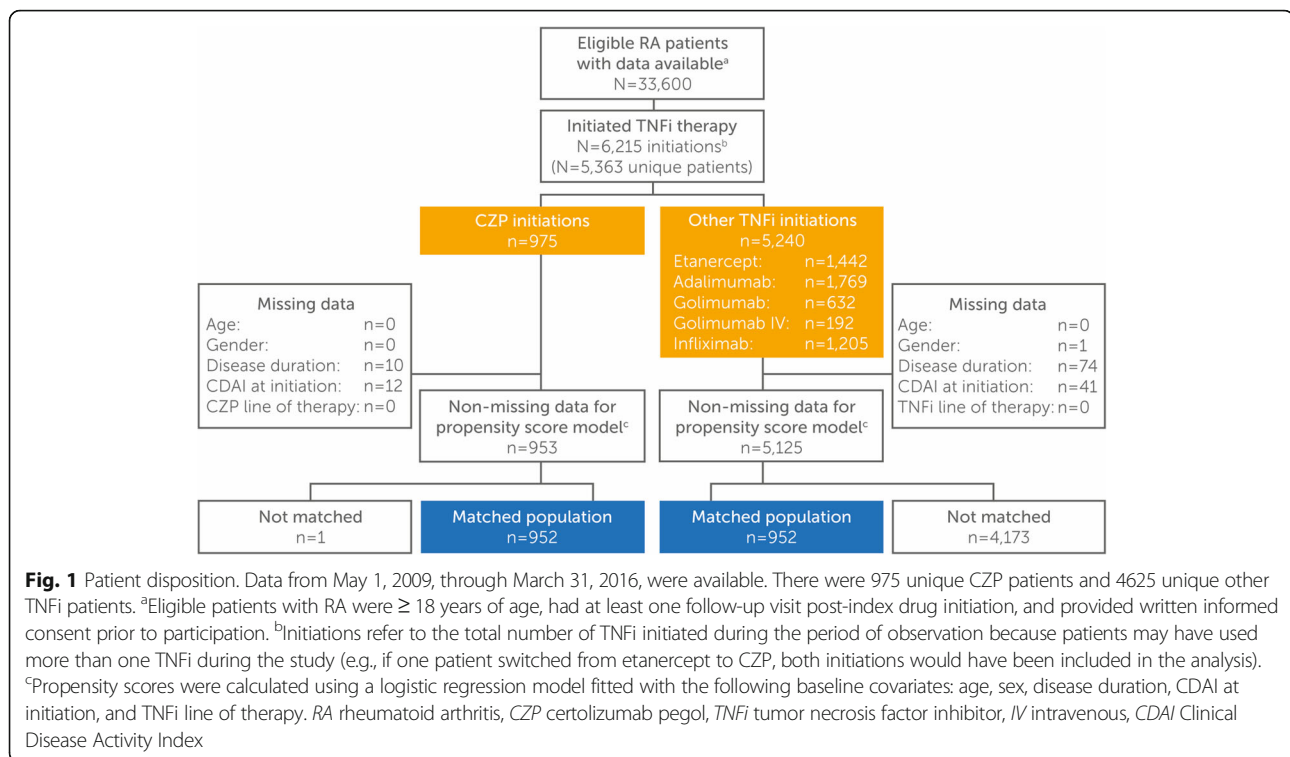 Eligible RA patients
with data availableᵃ
N=33,600
Initiated TNFi therapy
N=6,215 initiationsᵇ
(N=5,363 unique patients)
CZP initiations
n=975
Other TNFi initiations
n=5,240
Etanercept: n=1,442
Adalimumab: n=1,769
Golimumab: n=632
Golimumab IV: n=192
Infliximab: n=1,205
Missing data
Age: n=0
Gender: n=0
Disease duration: n=10
CDAI at initiation: n=12
CZP line of therapy: n=0
Missing data
Age: n=0
Gender: n=1
Disease duration: n=74
CDAI at initiation: n=41
TNFi line of therapy: n=0
Non-missing data for
propensity score modelᶜ
n=953
Non-missing data for
propensity score modelᶜ
n=5,125
Not matched
n=1
Matched population
n=952
Matched population
n=952
Not matched
n=4,173
Fig. 1 Patient disposition. Data from May 1, 2009, through March 31, 2016, were available. There were 975 unique CZP patients and 4625 unique other
TNFi patients. ᵃEligible patients with RA were ≥ 18 years of age, had at least one follow-up visit post-index drug initiation, and provided written informed
consent prior to participation. ᵇInitiations refer to the total number of TNFi initiated during the period of observation because patients may have used
more than one TNFi during the study (e.g., if one patient switched from etanercept to CZP, both initiations would have been included in the analysis).
ᶜPropensity scores were calculated using a logistic regression model fitted with the following baseline covariates: age, sex, disease duration, CDAI at
initiation, and TNFi line of therapy. RA rheumatoid arthritis, CZP certolizumab pegol, TNFi tumor necrosis factor inhibitor, IV intravenous, CDAI Clinical
Disease Activity Index